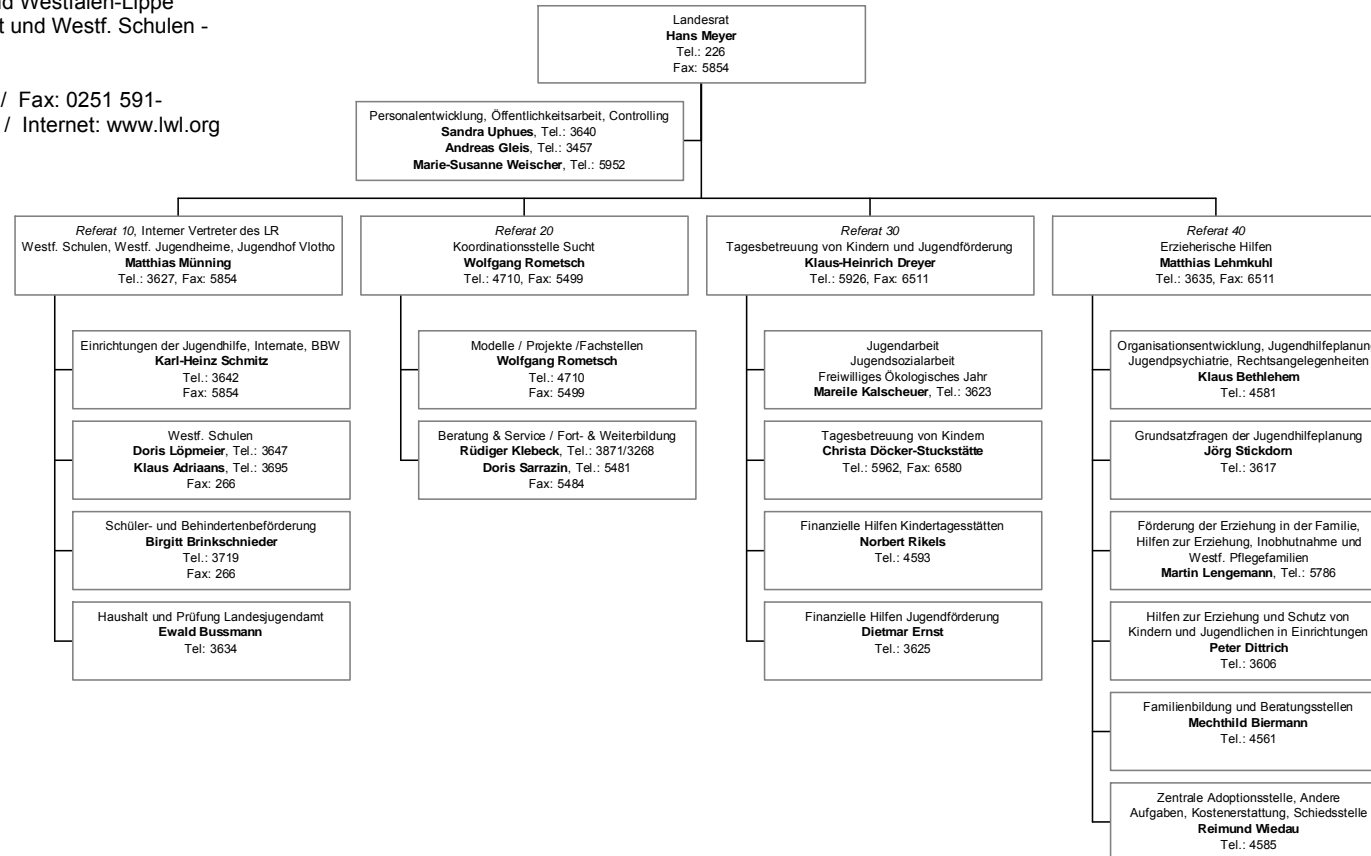 d Westfalen-Lippe
t und Westf. Schulen -
/ Fax: 0251 591-
/ Internet: www.lwl.org
Landesrat
Hans Meyer
Tel.: 226
Fax: 5854
Personalentwicklung, Öffentlichkeitsarbeit, Controlling
Sandra Uphues, Tel.: 3640
Andreas Gleis, Tel.: 3457
Marie-Susanne Weischer, Tel.: 5952
Referat 10, Interner Vertreter des LR
Westf. Schulen, Westf. Jugendheime, Jugendhof Vlotho
Matthias Münning
Tel.: 3627, Fax: 5854
Einrichtungen der Jugendhilfe, Internate, BBW
Karl-Heinz Schmitz
Tel.: 3642
Fax: 5854
Westf. Schulen
Doris Löpmeier, Tel.: 3647
Klaus Adriaans, Tel.: 3695
Fax: 266
Schüler- und Behindertenbeförderung
Birgitt Brinkschnieder
Tel.: 3719
Fax: 266
Haushalt und Prüfung Landesjugendamt
Ewald Bussmann
Tel: 3634
Referat 20
Koordinationsstelle Sucht
Wolfgang Rometsch
Tel.: 4710, Fax: 5499
Modelle / Projekte /Fachstellen
Wolfgang Rometsch
Tel.: 4710
Fax: 5499
Beratung & Service / Fort- & Weiterbildung
Rüdiger Klebeck, Tel.: 3871/3268
Doris Sarrazin, Tel.: 5481
Fax: 5484
Referat 30
Tagesbetreuung von Kindern und Jugendförderung
Klaus-Heinrich Dreyer
Tel.: 5926, Fax: 6511
Jugendarbeit
Jugendsozialarbeit
Freiwilliges Ökologisches Jahr
Mareile Kalscheuer, Tel.: 3623
Tagesbetreuung von Kindern
Christa Döcker-Stuckstätte
Tel.: 5962, Fax: 6580
Finanzielle Hilfen Kindertagesstätten
Norbert Rikels
Tel.: 4593
Finanzielle Hilfen Jugendförderung
Dietmar Ernst
Tel.: 3625
Referat 40
Erzieherische Hilfen
Matthias Lehmkuhl
Tel.: 3635, Fax: 6511
Organisationsentwicklung, Jugendhilfeplanung
Jugendpsychiatrie, Rechtsangelegenheiten
Klaus Bethlehem
Tel.: 4581
Grundsatzfragen der Jugendhilfeplanung
Jörg Stickdorn
Tel.: 3617
Förderung der Erziehung in der Familie,
Hilfen zur Erziehung, Inobhutnahme und
Westf. Pflegefamilien
Martin Lengemann, Tel.: 5786
Hilfen zur Erziehung und Schutz von
Kindern und Jugendlichen in Einrichtungen
Peter Dittrich
Tel.: 3606
Familienbildung und Beratungsstellen
Mechthild Biermann
Tel.: 4561
Zentrale Adoptionsstelle, Andere
Aufgaben, Kostenerstattung, Schiedsstelle
Reimund Wiedau
Tel.: 4585